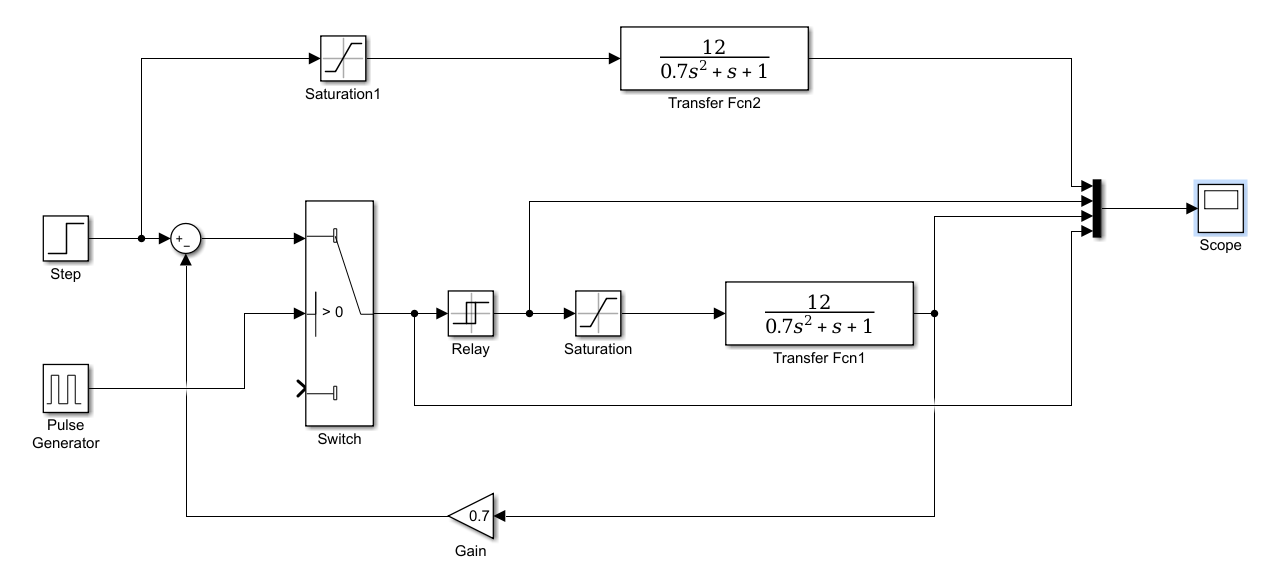 12
0.7s² + s + 1
Saturation1
Transfer Fcn2
+
−
Step
Scope
> 0
12
0.7s² + s + 1
Relay
Saturation
Transfer Fcn1
Pulse
Generator
Switch
0.7
Gain